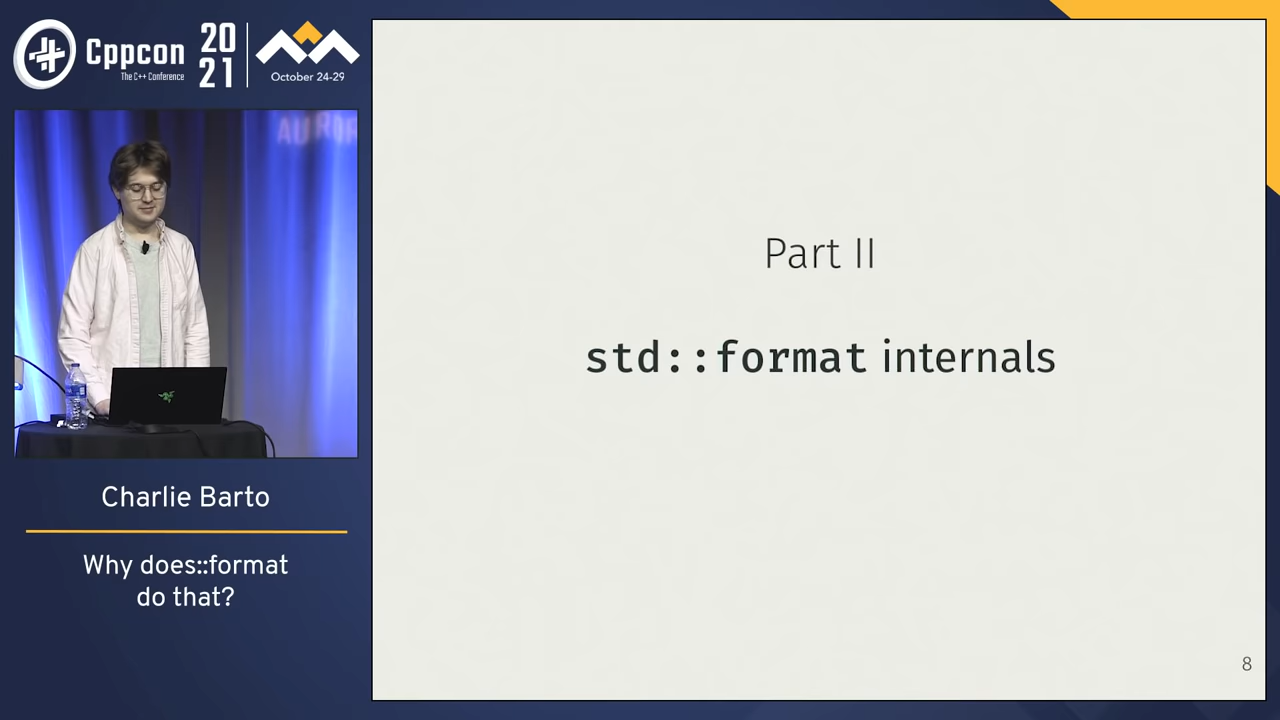 Cppcon
The C++ Conference
20
21
October 24-29
Charlie Barto
Why does::format
do that?
Part II
std::format internals
8